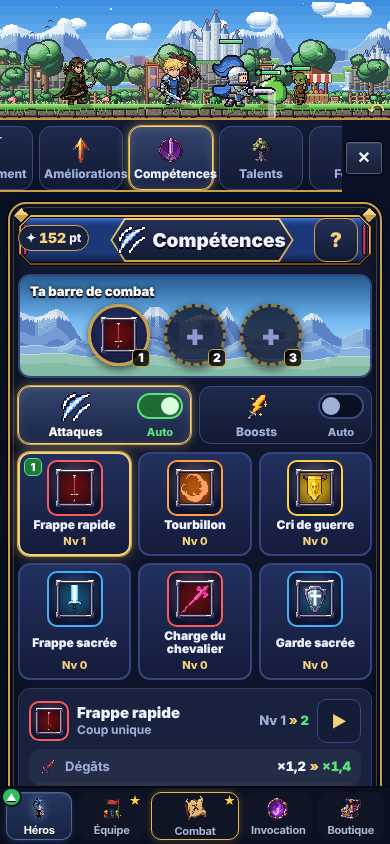 ment
Améliorations
Compétences
Talents
F
✕
✦ 152 pt
Compétences
?
Ta barre de combat
1
2
3
Attaques
Auto
Boosts
Auto
1
Frappe rapide
Nv 1
Tourbillon
Nv 0
Cri de guerre
Nv 0
Frappe sacrée
Nv 0
Charge du
chevalier
Nv 0
Garde sacrée
Nv 0
Frappe rapide
Coup unique
Nv 1 » 2
Dégâts
×1,2 » ×1,4
Héros
Équipe
Combat
Invocation
Boutique